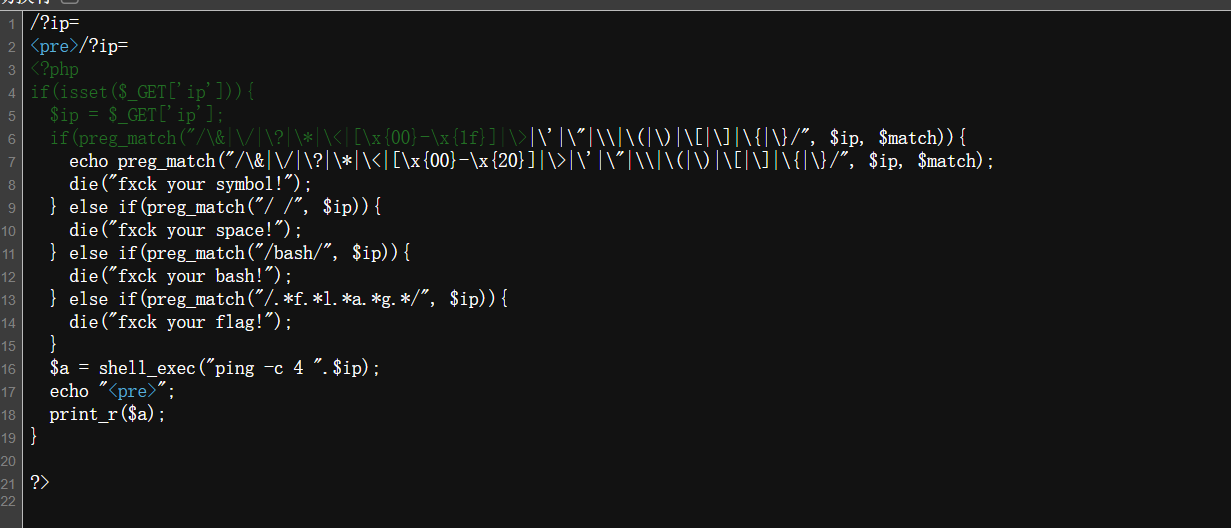 1 /?ip=
2 <pre>/?ip=
3 <?php
4 if(isset($_GET['ip'])){
5   $ip = $_GET['ip'];
6   if(preg_match("/\&|\/|\?|\*|\<|[\x{00}-\x{1f}]|\>|\'|\"|\\|\(|\)|\[|\]|\{|\}/", $ip, $match)){
7     echo preg_match("/\&|\/|\?|\*|\<|[\x{00}-\x{20}]|\>|\'|\"|\\|\(|\)|\[|\]|\{|\}/", $ip, $match);
8     die("fxck your symbol!");
9   } else if(preg_match("/ /", $ip)){
10     die("fxck your space!");
11   } else if(preg_match("/bash/", $ip)){
12     die("fxck your bash!");
13   } else if(preg_match("/.*f.*l.*a.*g.*/", $ip)){
14     die("fxck your flag!");
15   }
16   $a = shell_exec("ping -c 4 ".$ip);
17   echo "<pre>";
18   print_r($a);
19 }
20
21 ?>
22